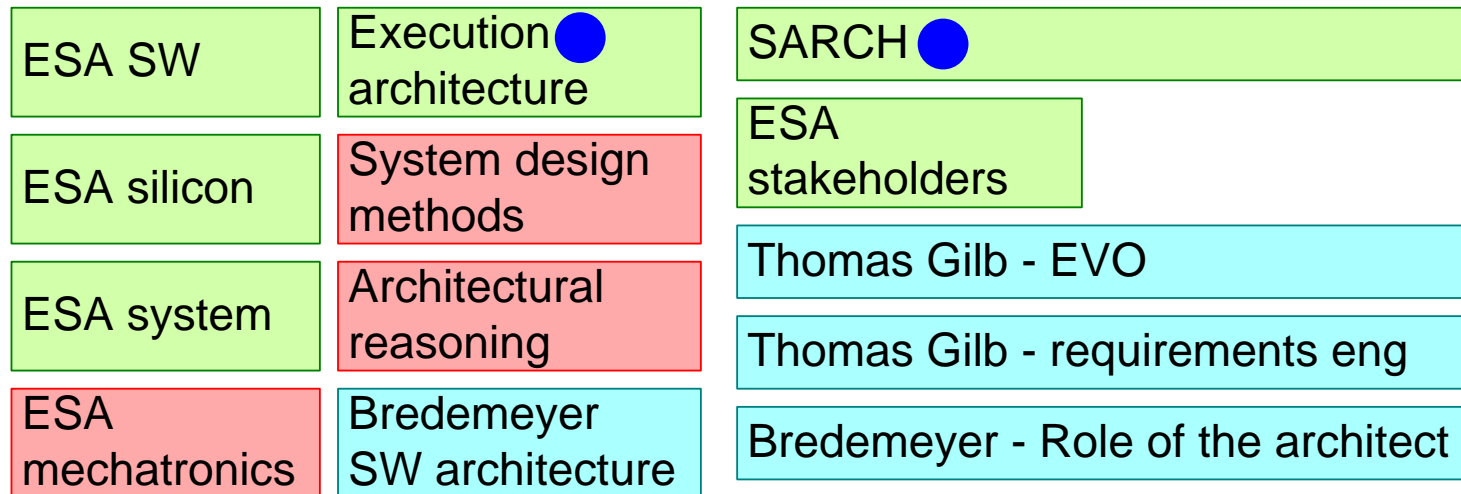 ESA SW
ESA silicon
ESA system
ESA
mechatronics
Execution
architecture
System design
methods
Architectural
reasoning
Bredemeyer
SW architecture
SARCH
ESA
stakeholders
Thomas Gilb - EVO
Thomas Gilb - requirements eng
Bredemeyer - Role of the architect